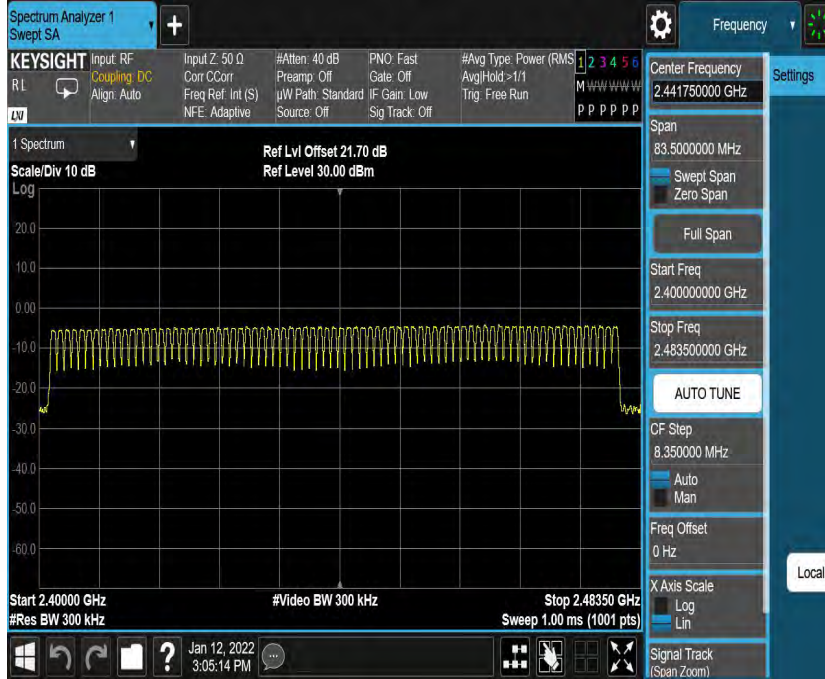 Spectrum Analyzer 1
Swept SA
+
Frequency
KEYSIGHT
R L
LXI
Input: RF
Coupling: DC
Align: Auto
Input Z: 50 Ω
Corr CCorr
Freq Ref: Int (S)
NFE: Adaptive
#Atten: 40 dB
Preamp: Off
µW Path: Standard
Source: Off
PNO: Fast
Gate: Off
IF Gain: Low
Sig Track: Off
#Avg Type: Power (RMS
Avg|Hold:>1/1
Trig: Free Run
1 2 3 4 5 6
M W W W W W
P P P P P P
Center Frequency
2.441750000 GHz
Settings
Span
83.5000000 MHz
Swept Span
Zero Span
Full Span
Start Freq
2.400000000 GHz
Stop Freq
2.483500000 GHz
AUTO TUNE
CF Step
8.350000 MHz
Auto
Man
Freq Offset
0 Hz
Local
X Axis Scale
Log
Lin
Signal Track
(Span Zoom)
1 Spectrum
Scale/Div 10 dB
Ref Lvl Offset 21.70 dB
Ref Level 30.00 dBm
Log
20.0
10.0
0.00
-10.0
-20.0
-30.0
-40.0
-50.0
-60.0
Start 2.40000 GHz
#Res BW 300 kHz
#Video BW 300 kHz
Stop 2.48350 GHz
Sweep 1.00 ms (1001 pts)
?
Jan 12, 2022
3:05:14 PM